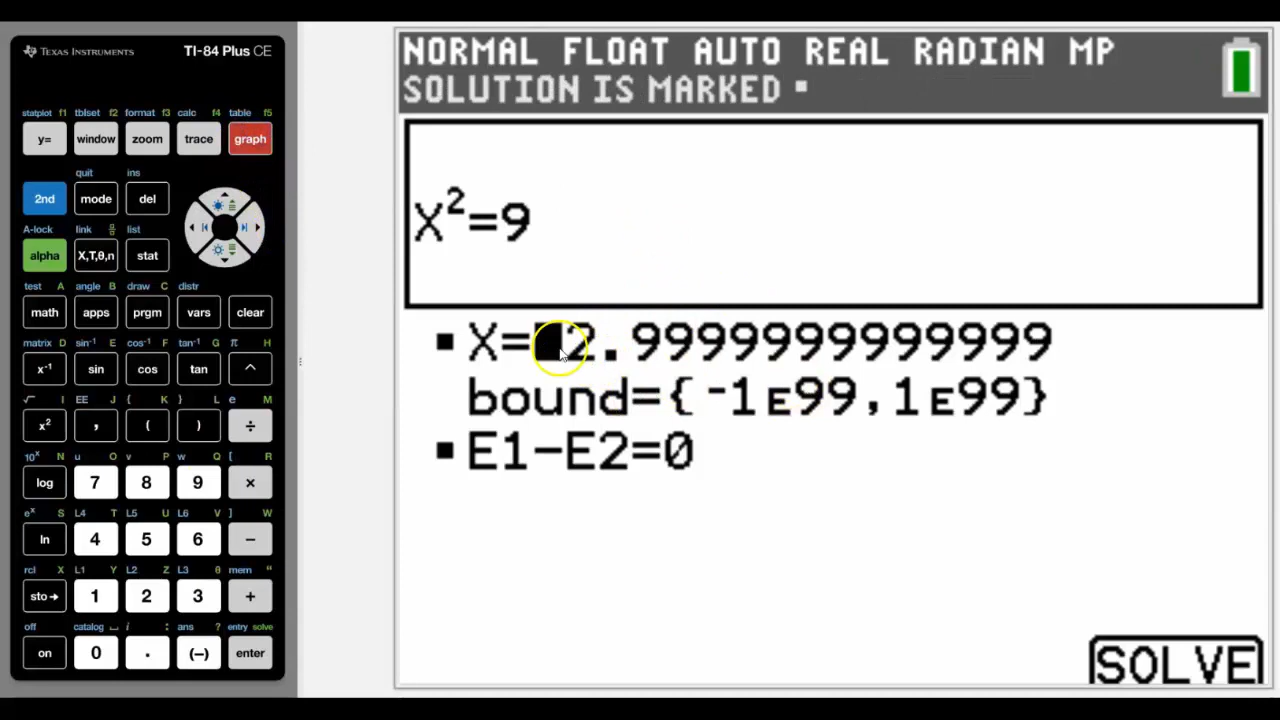 TEXAS INSTRUMENTS TI-84 Plus CE
statplot f1 tblset f2 format f3 calc f4 table f5
y= window zoom trace graph
quit ins
2nd mode del
A-lock link list
alpha X,T,θ,n stat
test A angle B draw C distr
math apps prgm vars clear
matrix D sin⁻¹ E cos⁻¹ F tan⁻¹ G π H
x⁻¹ sin cos tan ^
√ I EE J { K } L e M
x² , ( ) ÷
10ˣ N u O v P w Q [ R
log 7 8 9 ×
eˣ S L4 T L5 U L6 V ] W
ln 4 5 6 −
rcl X L1 Y L2 Z L3 θ mem “
sto→ 1 2 3 +
off catalog i : ans ? entry solve
on 0 . (−) enter
NORMAL FLOAT AUTO REAL RADIAN MP
SOLUTION IS MARKED ▪
X²=9
▪ X=2.9999999999999
bound={⁻1ᴇ99,1ᴇ99}
▪ E1−E2=0
SOLVE